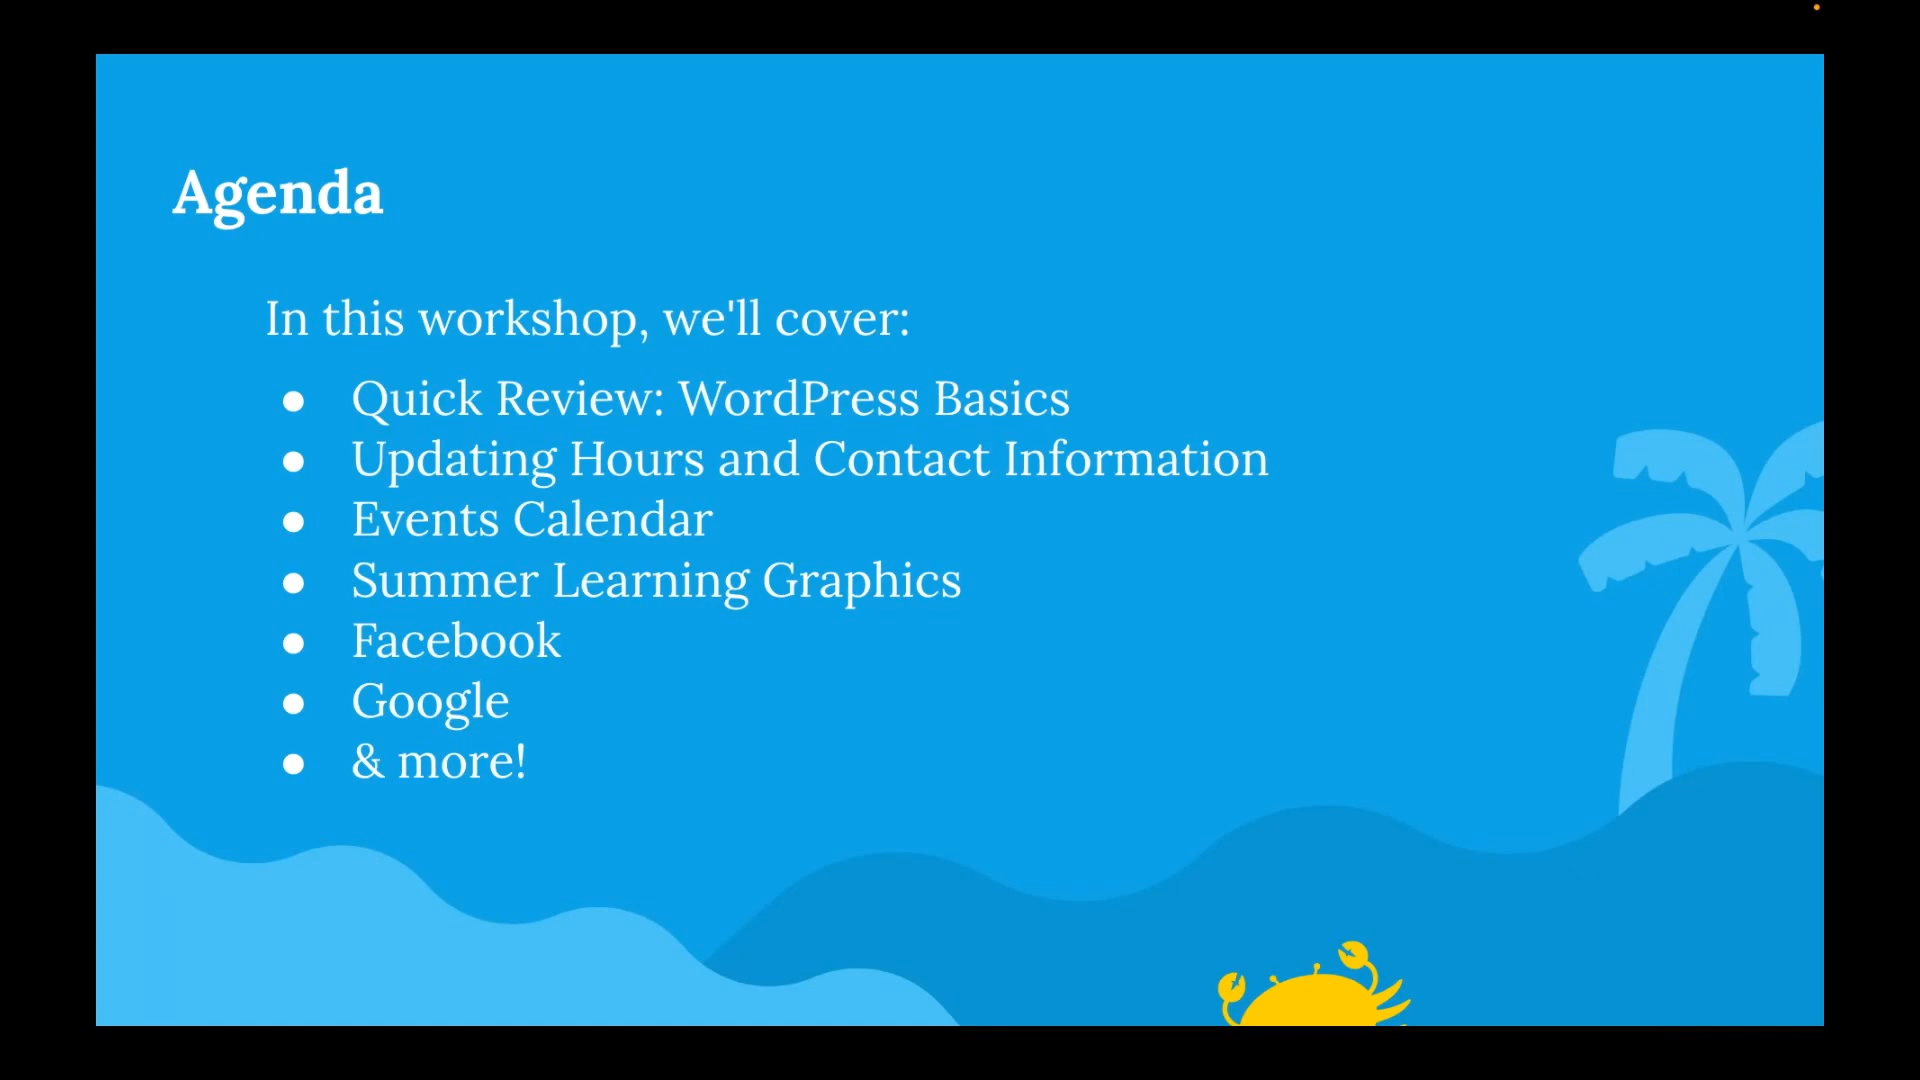 Agenda
In this workshop, we'll cover:
● Quick Review: WordPress Basics
● Updating Hours and Contact Information
● Events Calendar
● Summer Learning Graphics
● Facebook
● Google
● & more!